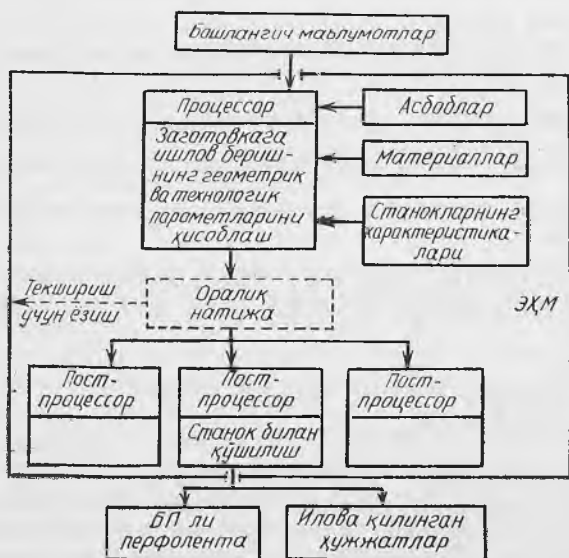 Бошланғич маълумотлар
Процессор
Заготовкага
ишлов бериш-
нинг геометрик
ва технологик
параметларини
ҳисоблаш
Асбоблар
Материаллар
Станокларнинг
характеристика-
лари
Текшириш
учун ёзиш
Оралиқ
натижа
ЭҲМ
Пост-
процессор
Пост-
процессор
Станок билан
қўшилиш
Пост-
процессор
БП ли
перфолента
Илова қилинган
ҳужжатлар